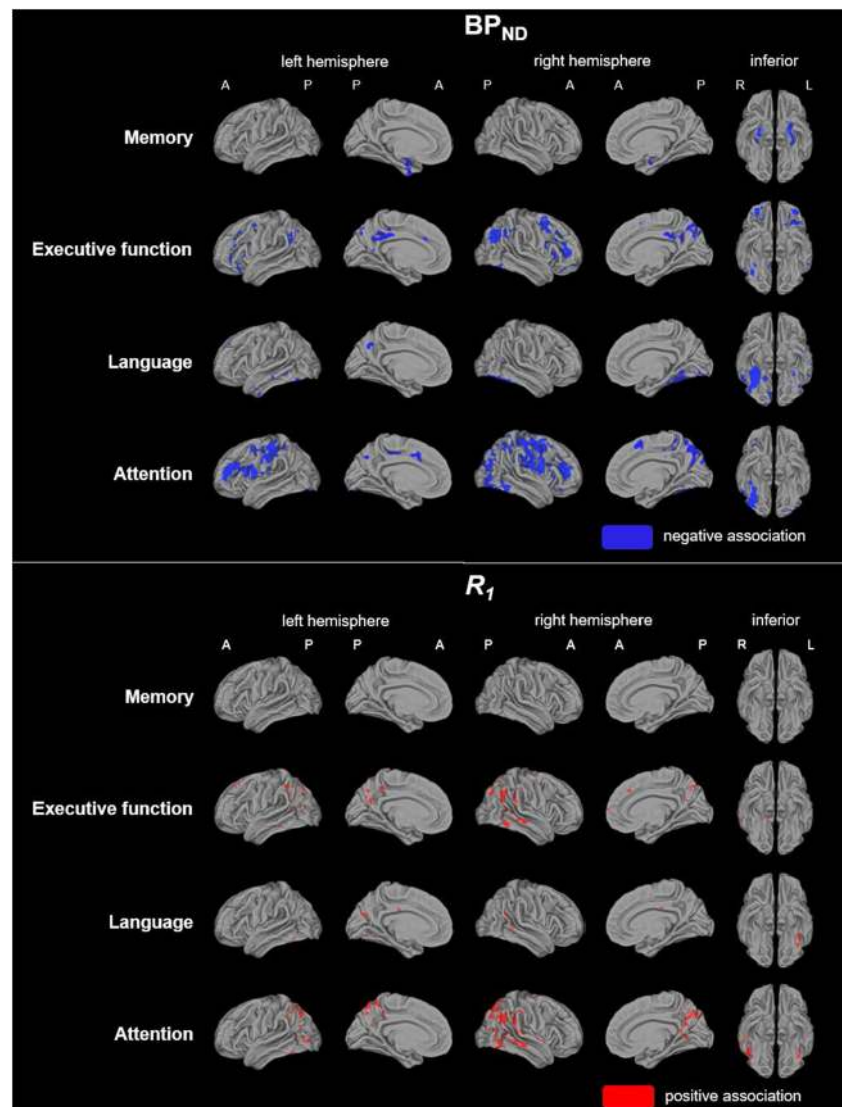 BPND
left hemisphere right hemisphere inferior
A P P A P A A P R L
Memory
Executive function
Language
Attention
negative association
R1
left hemisphere right hemisphere inferior
A P P A P A A P R L
Memory
Executive function
Language
Attention
positive association